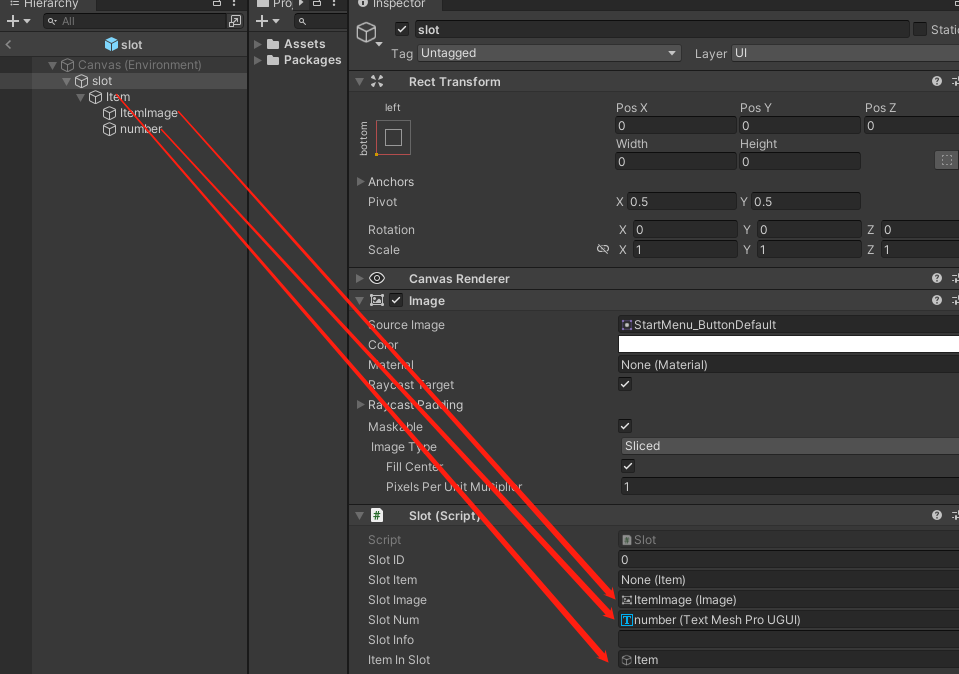 Hierarchy
All
slot
Canvas (Environment)
slot
Item
ItemImage
number
Assets
Packages
Inspector
slot
Tag Untagged Layer UI
Rect Transform
left
bottom
Pos X Pos Y Pos Z
0 0 0
Width Height
0 0
Anchors
Pivot X 0.5 Y 0.5
Rotation X 0 Y 0 Z 0
Scale X 1 Y 1 Z 1
Canvas Renderer
Image
Source Image StartMenu_ButtonDefault
Color
Material None (Material)
Raycast Target
Raycast Padding
Maskable
Image Type Sliced
Fill Center
Pixels Per Unit Multiplier 1
# Slot (Script)
Script # Slot
Slot ID 0
Slot Item None (Item)
Slot Image ItemImage (Image)
Slot Num T number (Text Mesh Pro UGUI)
Slot Info
Item In Slot Item